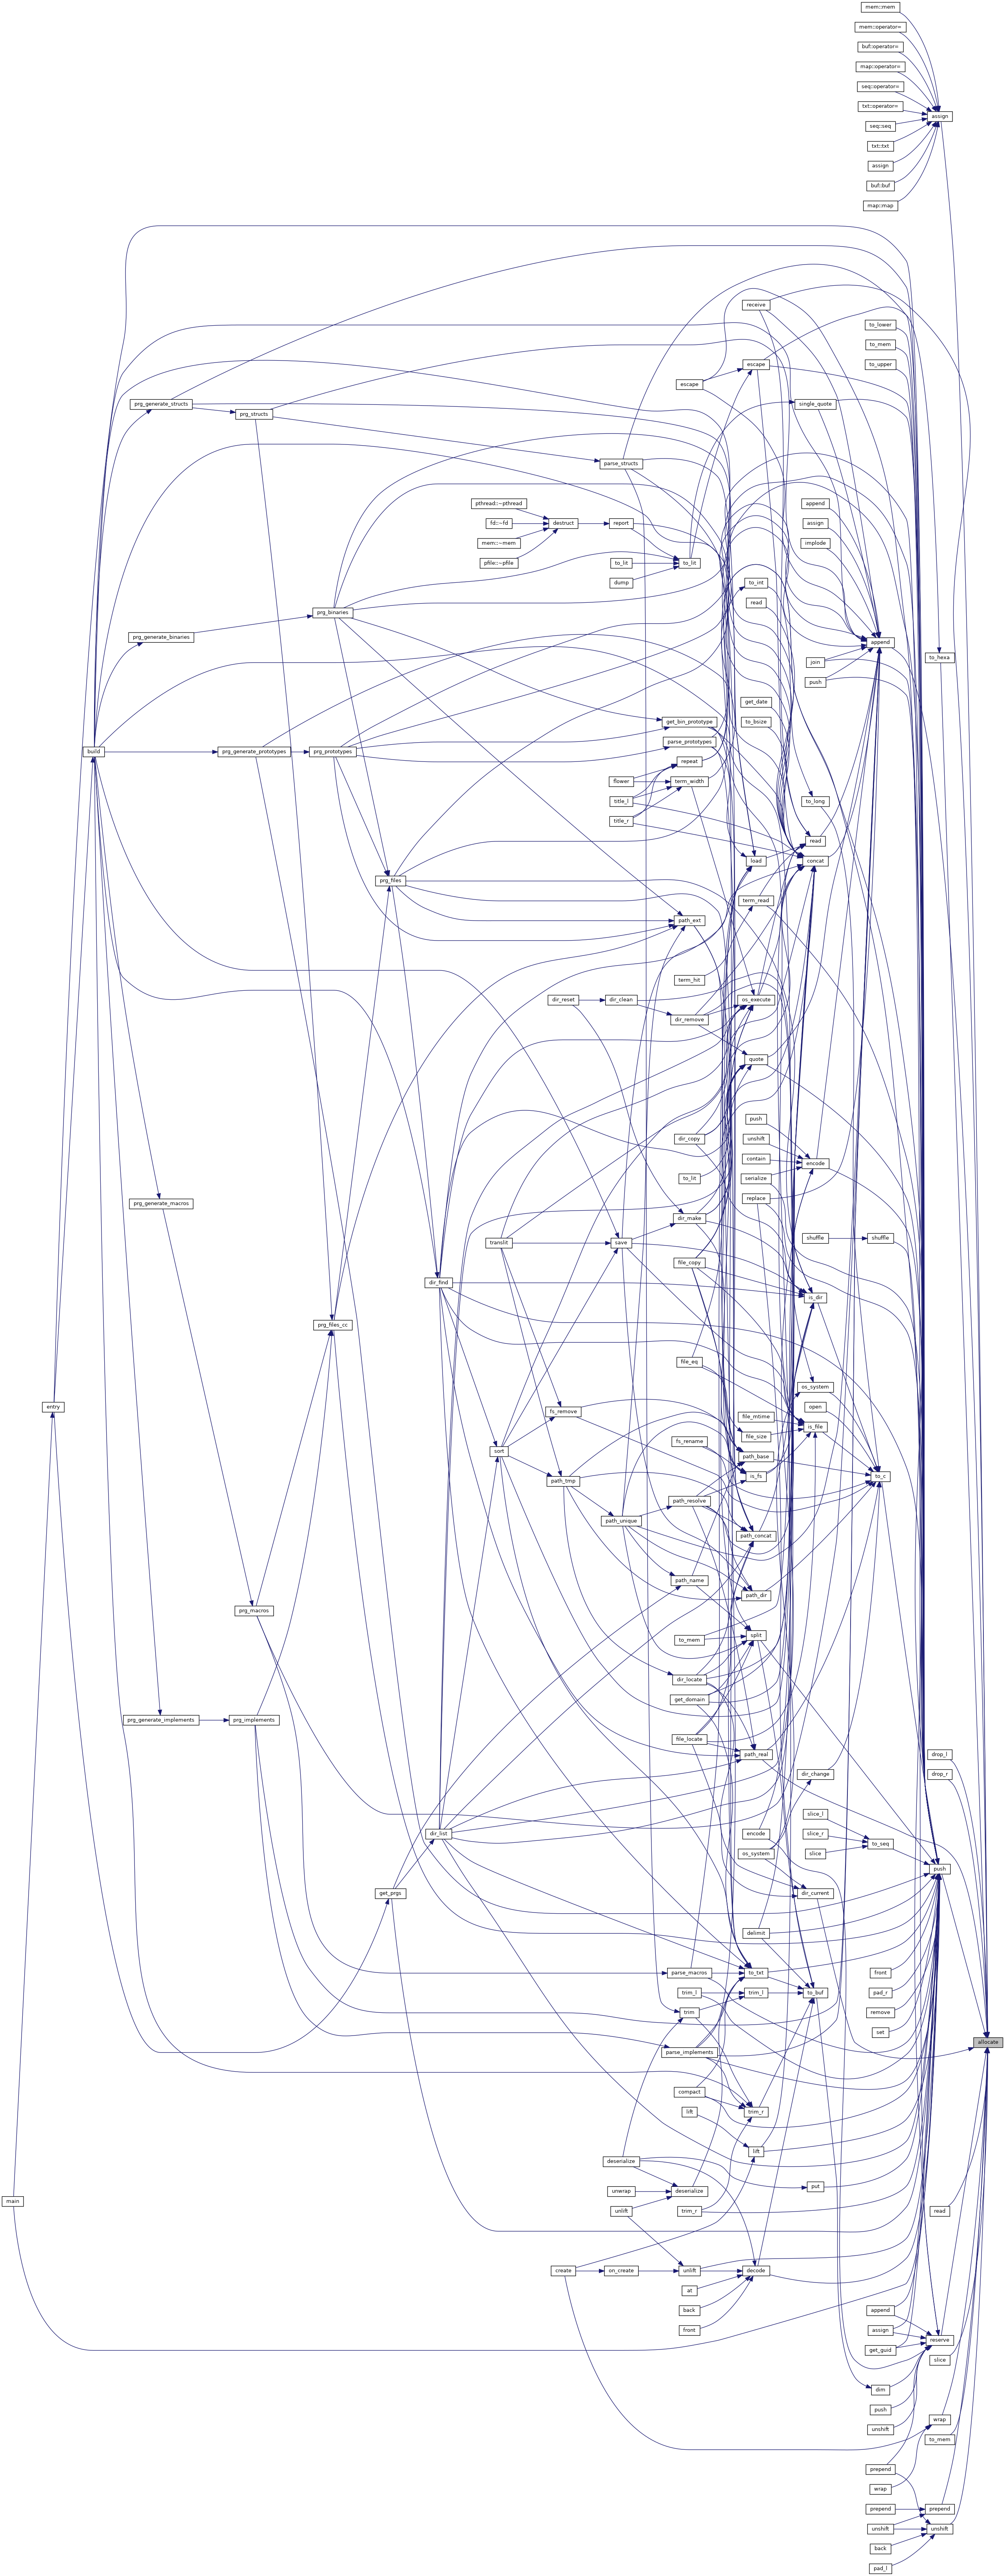 mem::mem
mem::operator=
buf::operator=
map::operator=
seq::operator=
txt::operator=
assign
seq::seq
txt::txt
assign
buf::buf
map::map
receive
to_lower
to_mem
escape
to_upper
escape
prg_generate_structs
single_quote
prg_structs
parse_structs
pthread::~pthread
append
fd::~fd
destruct
report
assign
mem::~mem
implode
pfile::~pfile
to_lit
to_lit
dump
to_int
read
prg_binaries
prg_generate_binaries
append
to_hexa
join
push
get_date
get_bin_prototype
to_bsize
parse_prototypes
build
prg_generate_prototypes
prg_prototypes
repeat
flower
term_width
title_l
to_long
title_r
read
load
concat
prg_files
term_read
path_ext
term_hit
dir_reset
dir_clean
os_execute
dir_remove
quote
push
dir_copy
unshift
contain
encode
to_lit
serialize
prg_generate_macros
replace
dir_make
shuffle
shuffle
translit
save
file_copy
dir_find
is_dir
prg_files_cc
file_eq
os_system
entry
open
fs_remove
file_mtime
is_file
file_size
fs_rename
sort
path_base
is_fs
to_c
path_tmp
path_resolve
path_unique
path_concat
path_name
path_dir
prg_macros
split
to_mem
dir_locate
get_domain
prg_generate_implements
prg_implements
file_locate
drop_l
path_real
drop_r
dir_change
slice_l
dir_list
encode
slice_r
to_seq
os_system
slice
push
get_prgs
dir_current
delimit
parse_macros
to_txt
front
trim_l
trim_l
to_buf
pad_r
trim
remove
set
allocate
parse_implements
compact
lift
trim_r
lift
deserialize
put
unwrap
deserialize
main
unlift
trim_r
read
create
on_create
unlift
decode
at
back
append
front
assign
reserve
get_guid
slice
dim
push
wrap
unshift
to_mem
prepend
wrap
prepend
prepend
unshift
unshift
back
pad_l